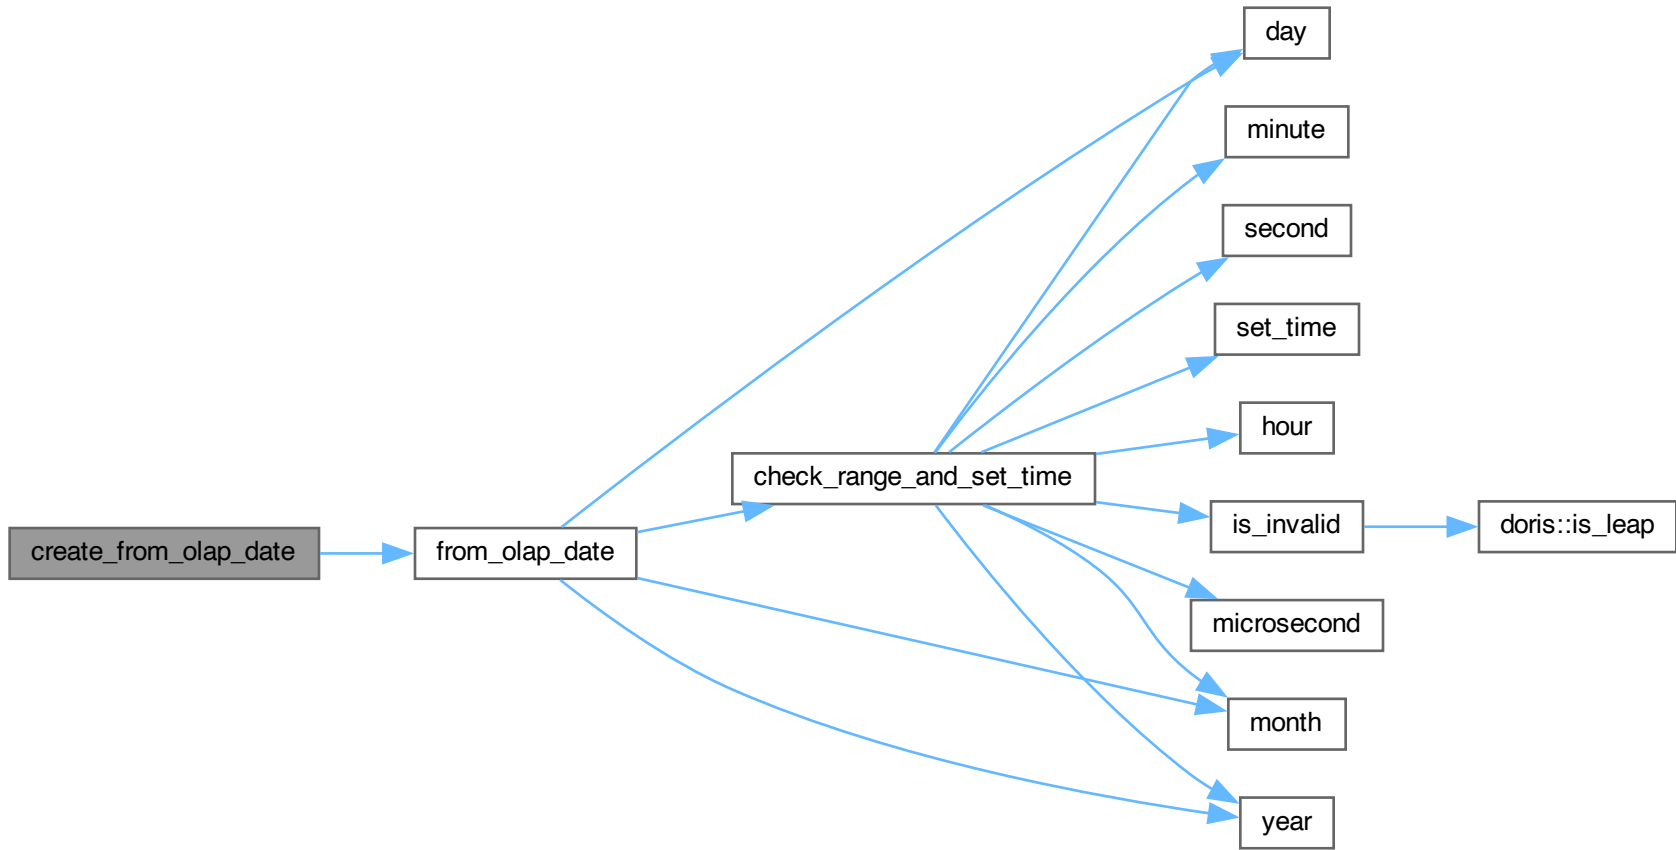 day
minute
second
set_time
hour
check_range_and_set_time
is_invalid
doris::is_leap
create_from_olap_date
from_olap_date
microsecond
month
year